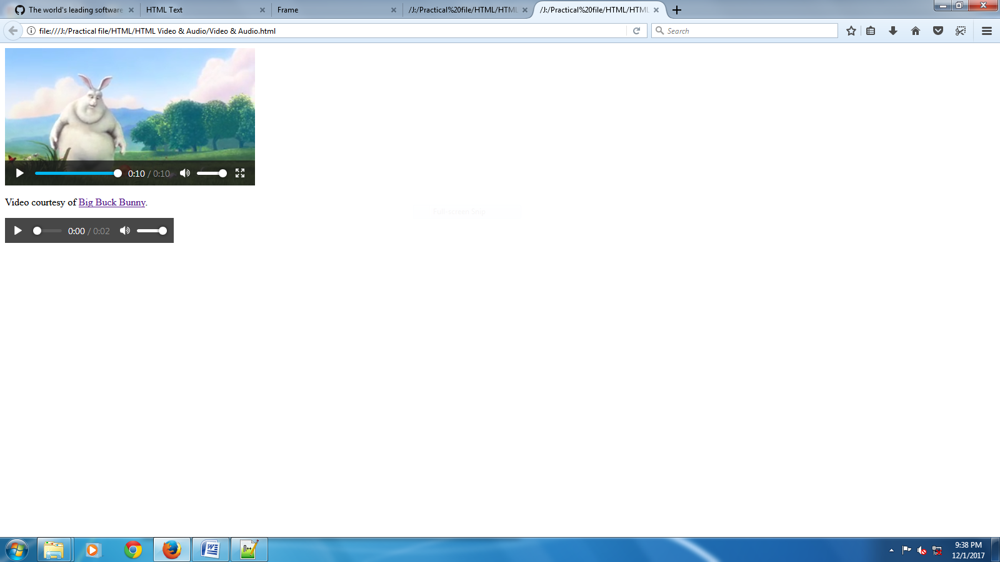 The world's leading software
HTML Text
Frame
/J:/Practical%20file/HTML/HTML
/J:/Practical%20file/HTML/HTML
file:///J:/Practical file/HTML/HTML Video & Audio/Video & Audio.html
Search
0:10 / 0:10
Video courtesy of Big Buck Bunny.
Full-screen Snip
0:00 / 0:02
9:38 PM
12/1/2017